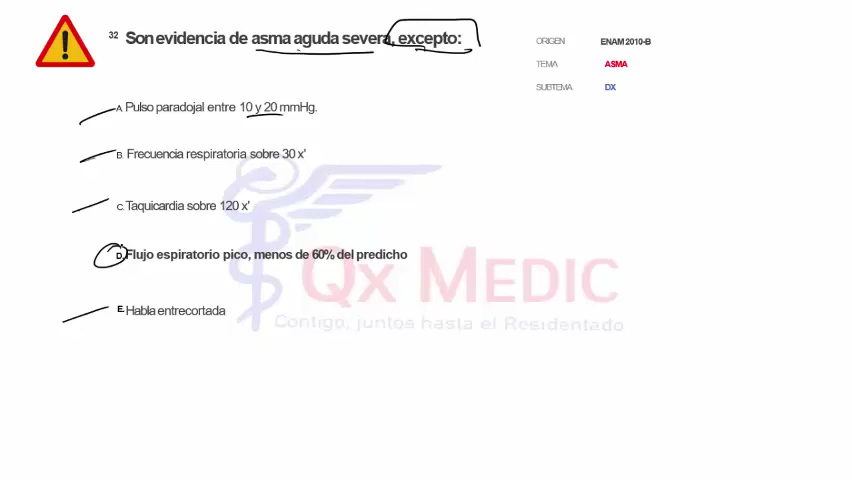 32 Son evidencia de asma aguda severa, excepto:
ORIGEN ENAM 2010-B
TEMA ASMA
SUBTEMA DX
A. Pulso paradojal entre 10 y 20 mmHg.
B. Frecuencia respiratoria sobre 30 x'
C. Taquicardia sobre 120 x'
D. Flujo espiratorio pico, menos de 60% del predicho
E. Habla entrecortada
Qx MEDIC
Contigo, juntos hasta el Residentado